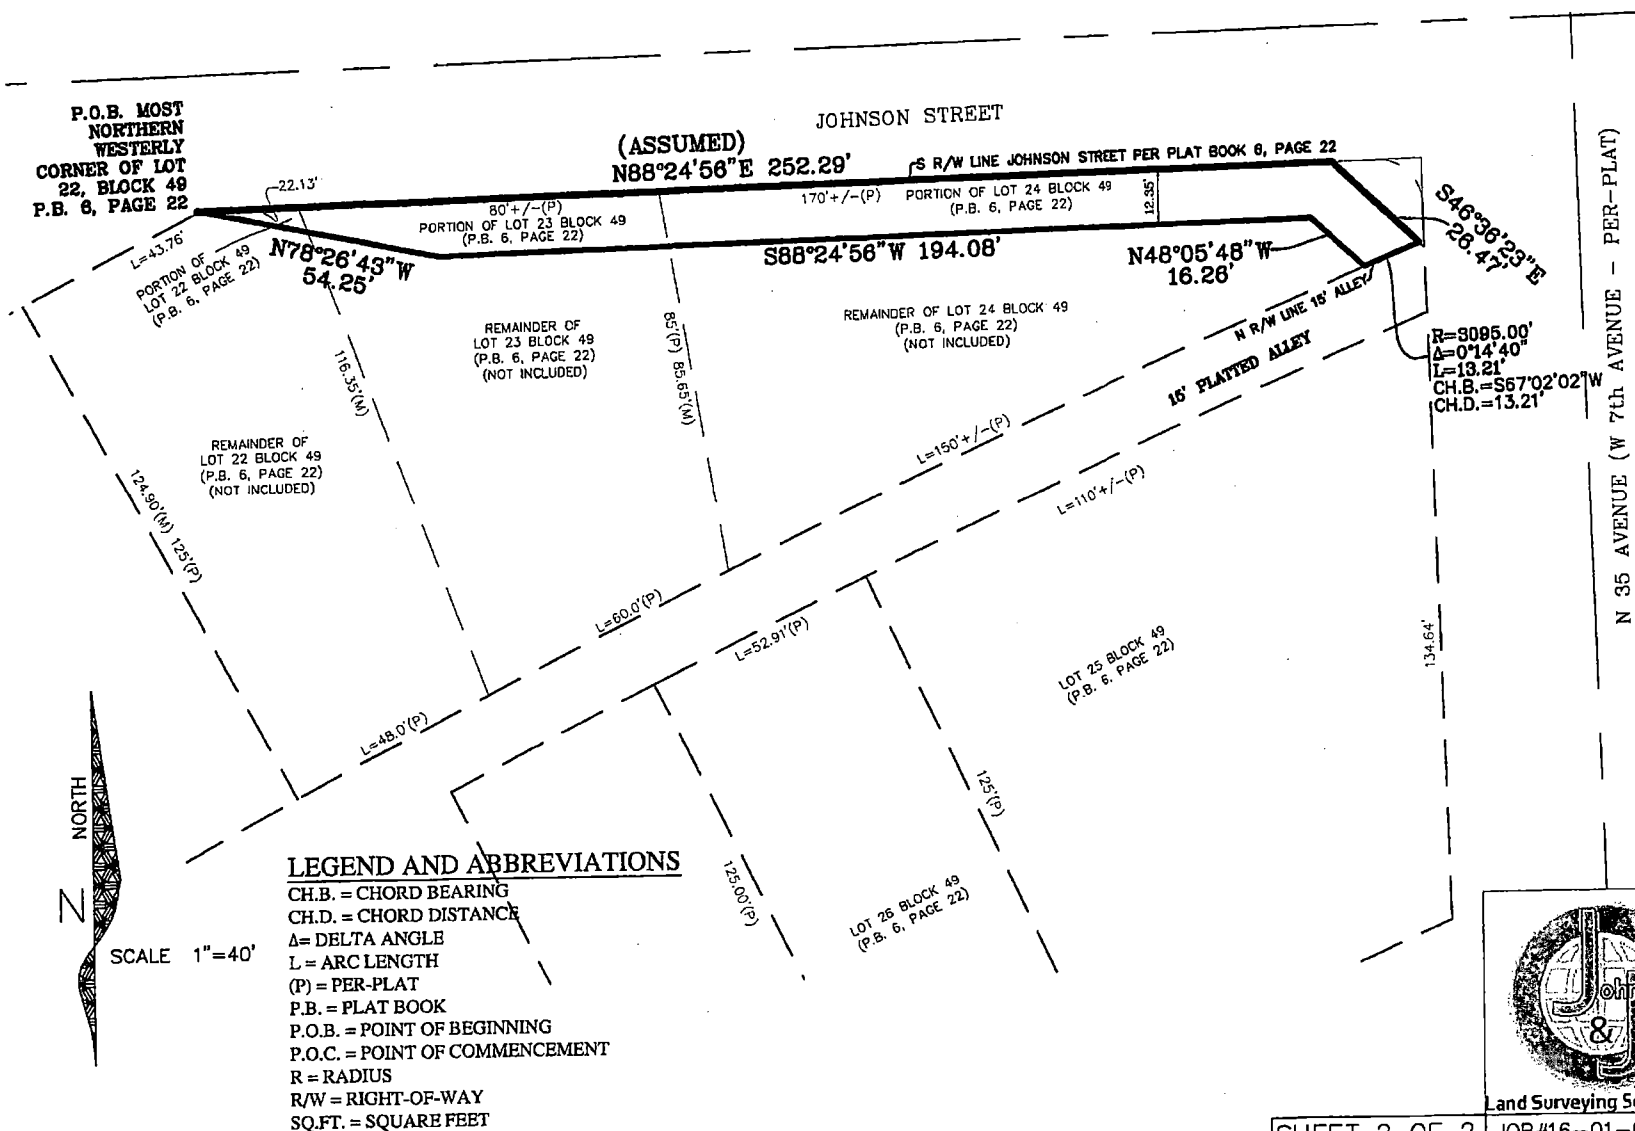 P.O.B. MOST
NORTHERN
WESTERLY
CORNER OF LOT
22, BLOCK 49
P.B. 6, PAGE 22
JOHNSON STREET
(ASSUMED)
N88°24'56"E 252.29'
S R/W LINE JOHNSON STREET PER PLAT BOOK 6, PAGE 22
22.13'
80'+/-(P)
PORTION OF LOT 23 BLOCK 49
(P.B. 6, PAGE 22)
170'+/-(P)
PORTION OF LOT 24 BLOCK 49
(P.B. 6, PAGE 22)
12.35'
S46°36'23"E
26.47'
L=43.76'
PORTION OF
LOT 22 BLOCK 49
(P.B. 6, PAGE 22)
N78°26'43"W
54.25'
S88°24'56"W 194.08'
N48°05'48"W
16.26'
N R/W LINE 15' ALLEY
15' PLATTED ALLEY
R=3095.00'
Δ=0°14'40"
L=13.21'
CH.B.=S67°02'02"W
CH.D.=13.21'
N 35 AVENUE (W 7th AVENUE - PER-PLAT)
REMAINDER OF
LOT 23 BLOCK 49
(P.B. 6, PAGE 22)
(NOT INCLUDED)
REMAINDER OF LOT 24 BLOCK 49
(P.B. 6, PAGE 22)
(NOT INCLUDED)
116.35'(M)
85'(P) 85.65'(M)
REMAINDER OF
LOT 22 BLOCK 49
(P.B. 6, PAGE 22)
(NOT INCLUDED)
124.90'(M) 125'(P)
L=150'+/-(P)
L=110'+/-(P)
L=60.0'(P)
L=52.91'(P)
L=48.0'(P)
LOT 25 BLOCK 49
(P.B. 6, PAGE 22)
134.64'
125'(P)
125.00'(P)
LOT 26 BLOCK 49
(P.B. 6, PAGE 22)
NORTH
N
SCALE 1"=40'
LEGEND AND ABBREVIATIONS
CH.B. = CHORD BEARING
CH.D. = CHORD DISTANCE
Δ= DELTA ANGLE
L = ARC LENGTH
(P) = PER-PLAT
P.B. = PLAT BOOK
P.O.B. = POINT OF BEGINNING
P.O.C. = POINT OF COMMENCEMENT
R = RADIUS
R/W = RIGHT-OF-WAY
SQ.FT. = SQUARE FEET
&
Land Surveying
SHEET 2 OF 2
JOB #16-01-